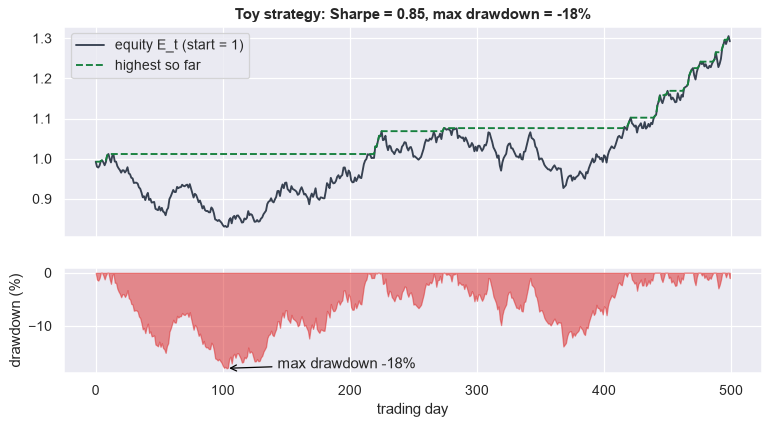 Toy strategy: Sharpe = 0.85, max drawdown = -18%
equity E_t (start = 1)
highest so far
1.3
1.2
1.1
1.0
0.9
0
−10
drawdown (%)
max drawdown -18%
0 100 200 300 400 500
trading day